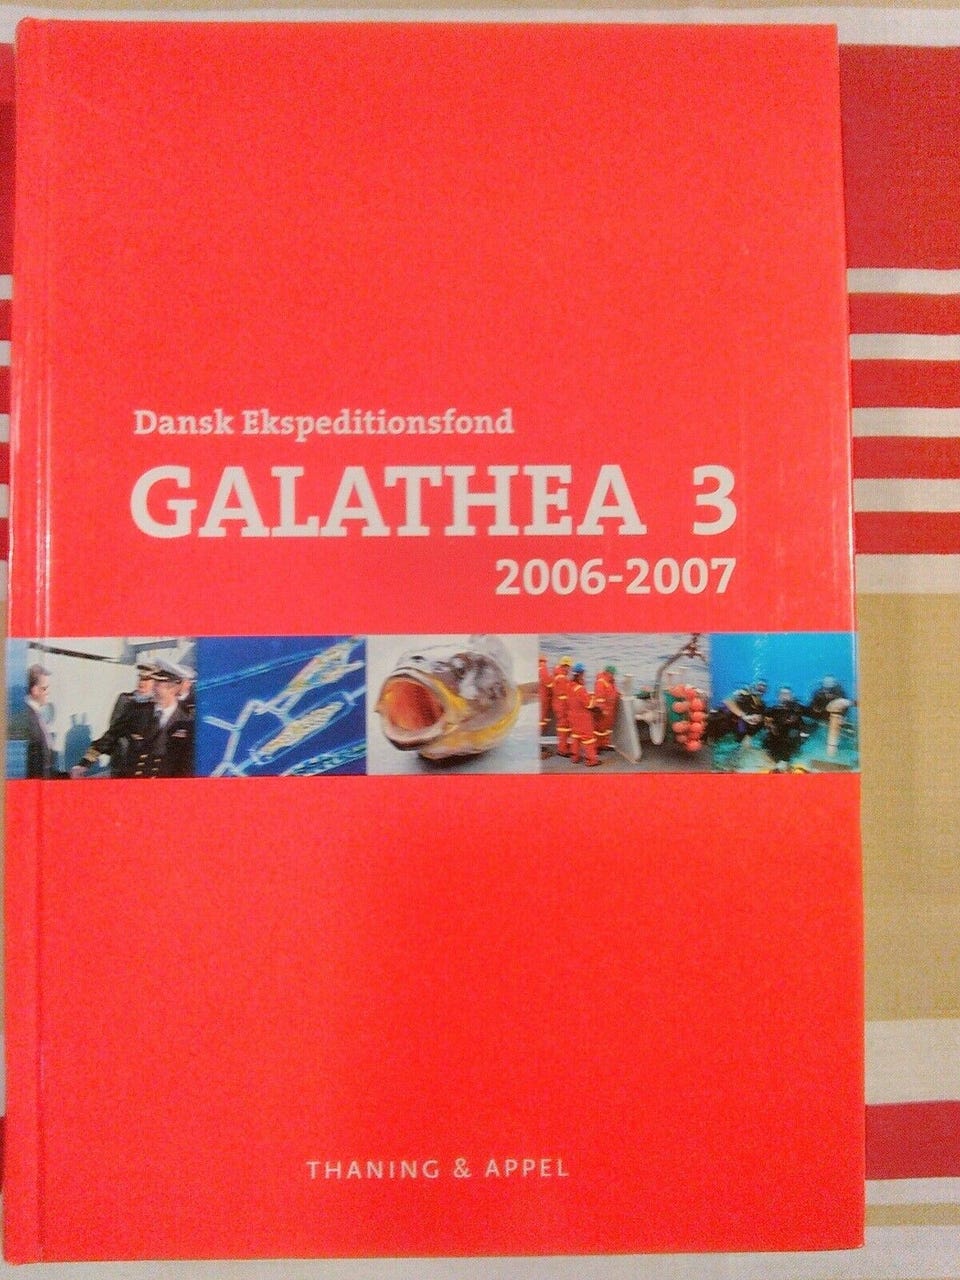 Dansk Ekspeditionsfond
GALATHEA 3
2006-2007
THANING & APPEL